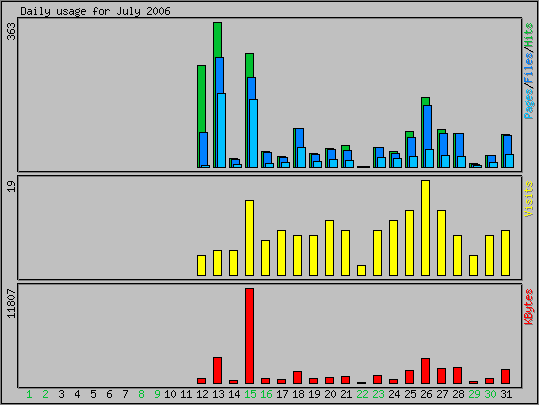 Daily usage for July 2006
363
Pages/Files/Hits
19
Visits
11807
KBytes
1 2 3 4 5 6 7 8 9 10 11 12 13 14 15 16 17 18 19 20 21 22 23 24 25 26 27 28 29 30 31